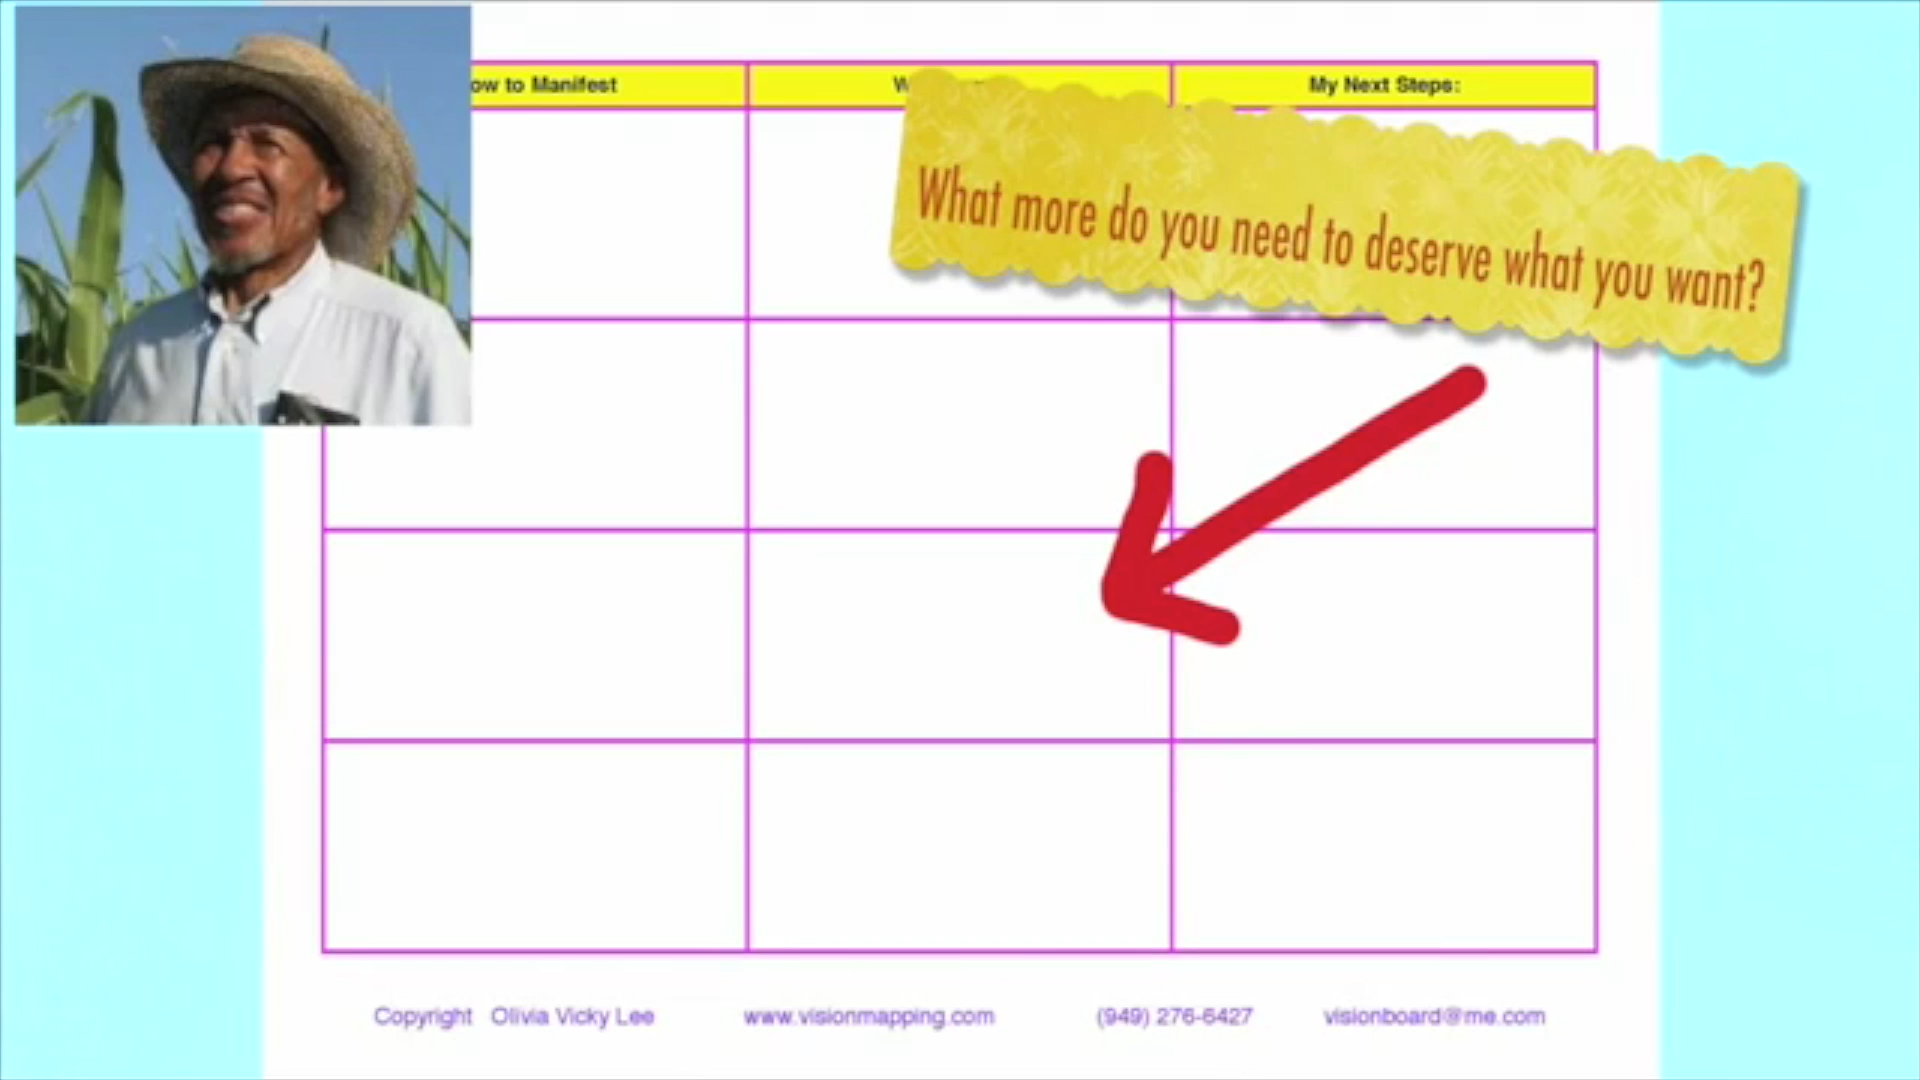 ow to Manifest
My Next Steps:
What more do you need to deserve what you want?
Copyright Olivia Vicky Lee www.visionmapping.com (949) 276-6427 visionboard@me.com